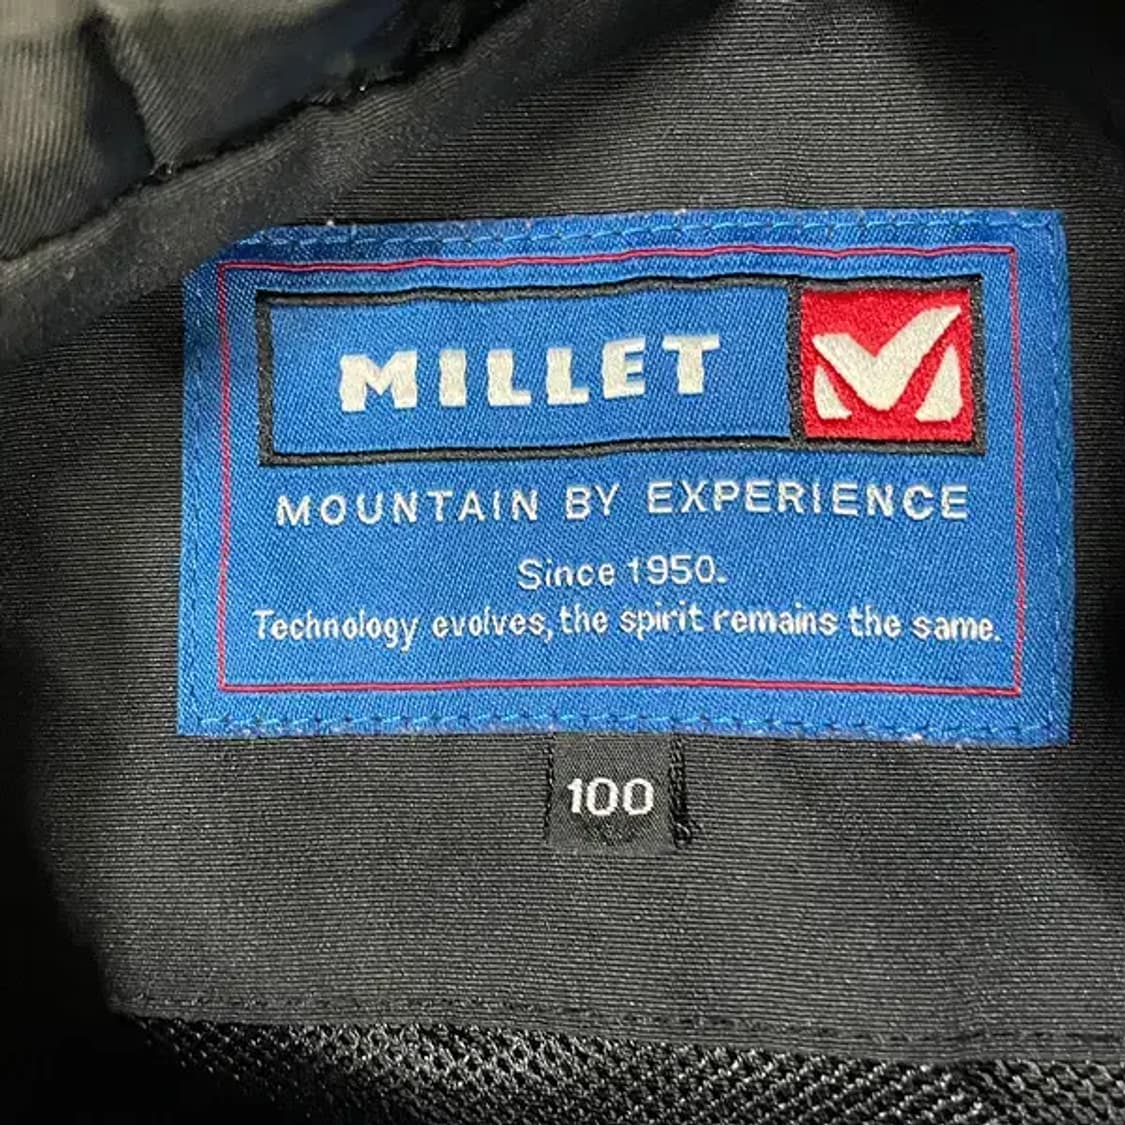 MILLET
MOUNTAIN BY EXPERIENCE
Since 1950.
Technology evolves, the spirit remains the same.
100